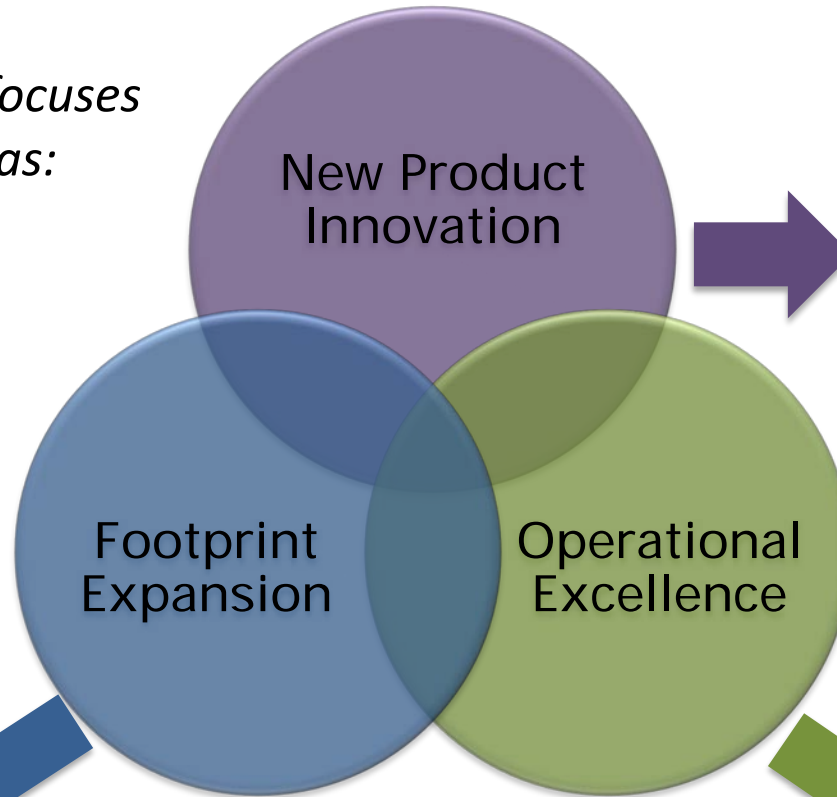 focuses
as:
New Product
Innovation
Footprint
Expansion
Operational
Excellence